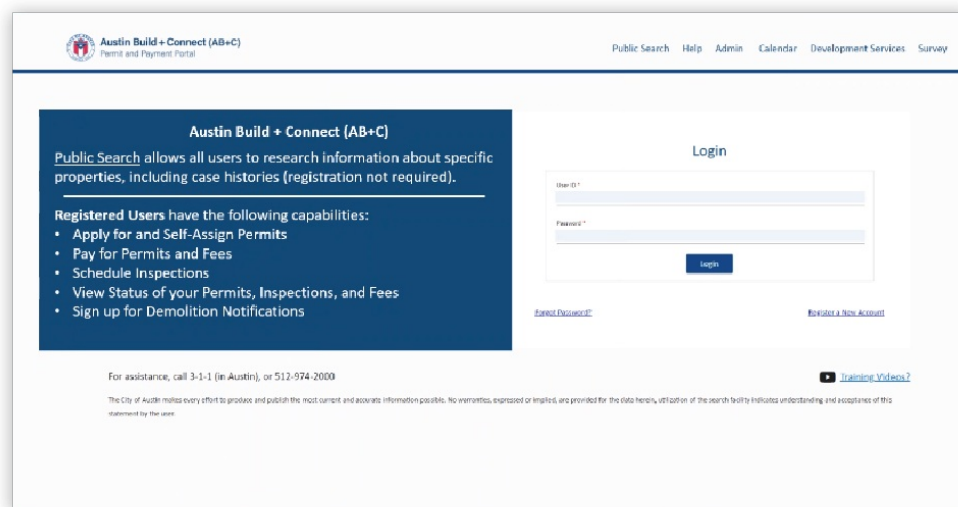 Austin Build + Connect (AB+C)
Permit and Payment Portal
Public Search Help Admin Calendar Development Services Survey
Austin Build + Connect (AB+C)
Public Search allows all users to research information about specific
properties, including case histories (registration not required).
Registered Users have the following capabilities:
• Apply for and Self-Assign Permits
• Pay for Permits and Fees
• Schedule Inspections
• View Status of your Permits, Inspections, and Fees
• Sign up for Demolition Notifications
Login
User ID *
Password *
Login
Forgot Password?
Register a New Account
For assistance, call 3-1-1 (in Austin), or 512-974-2000
Training Videos?
The City of Austin makes every effort to produce and publish the most current and accurate information possible. No warranties, expressed or implied, are provided for the data herein, utilization of the search facility indicates understanding and acceptance of this
statement by the user.